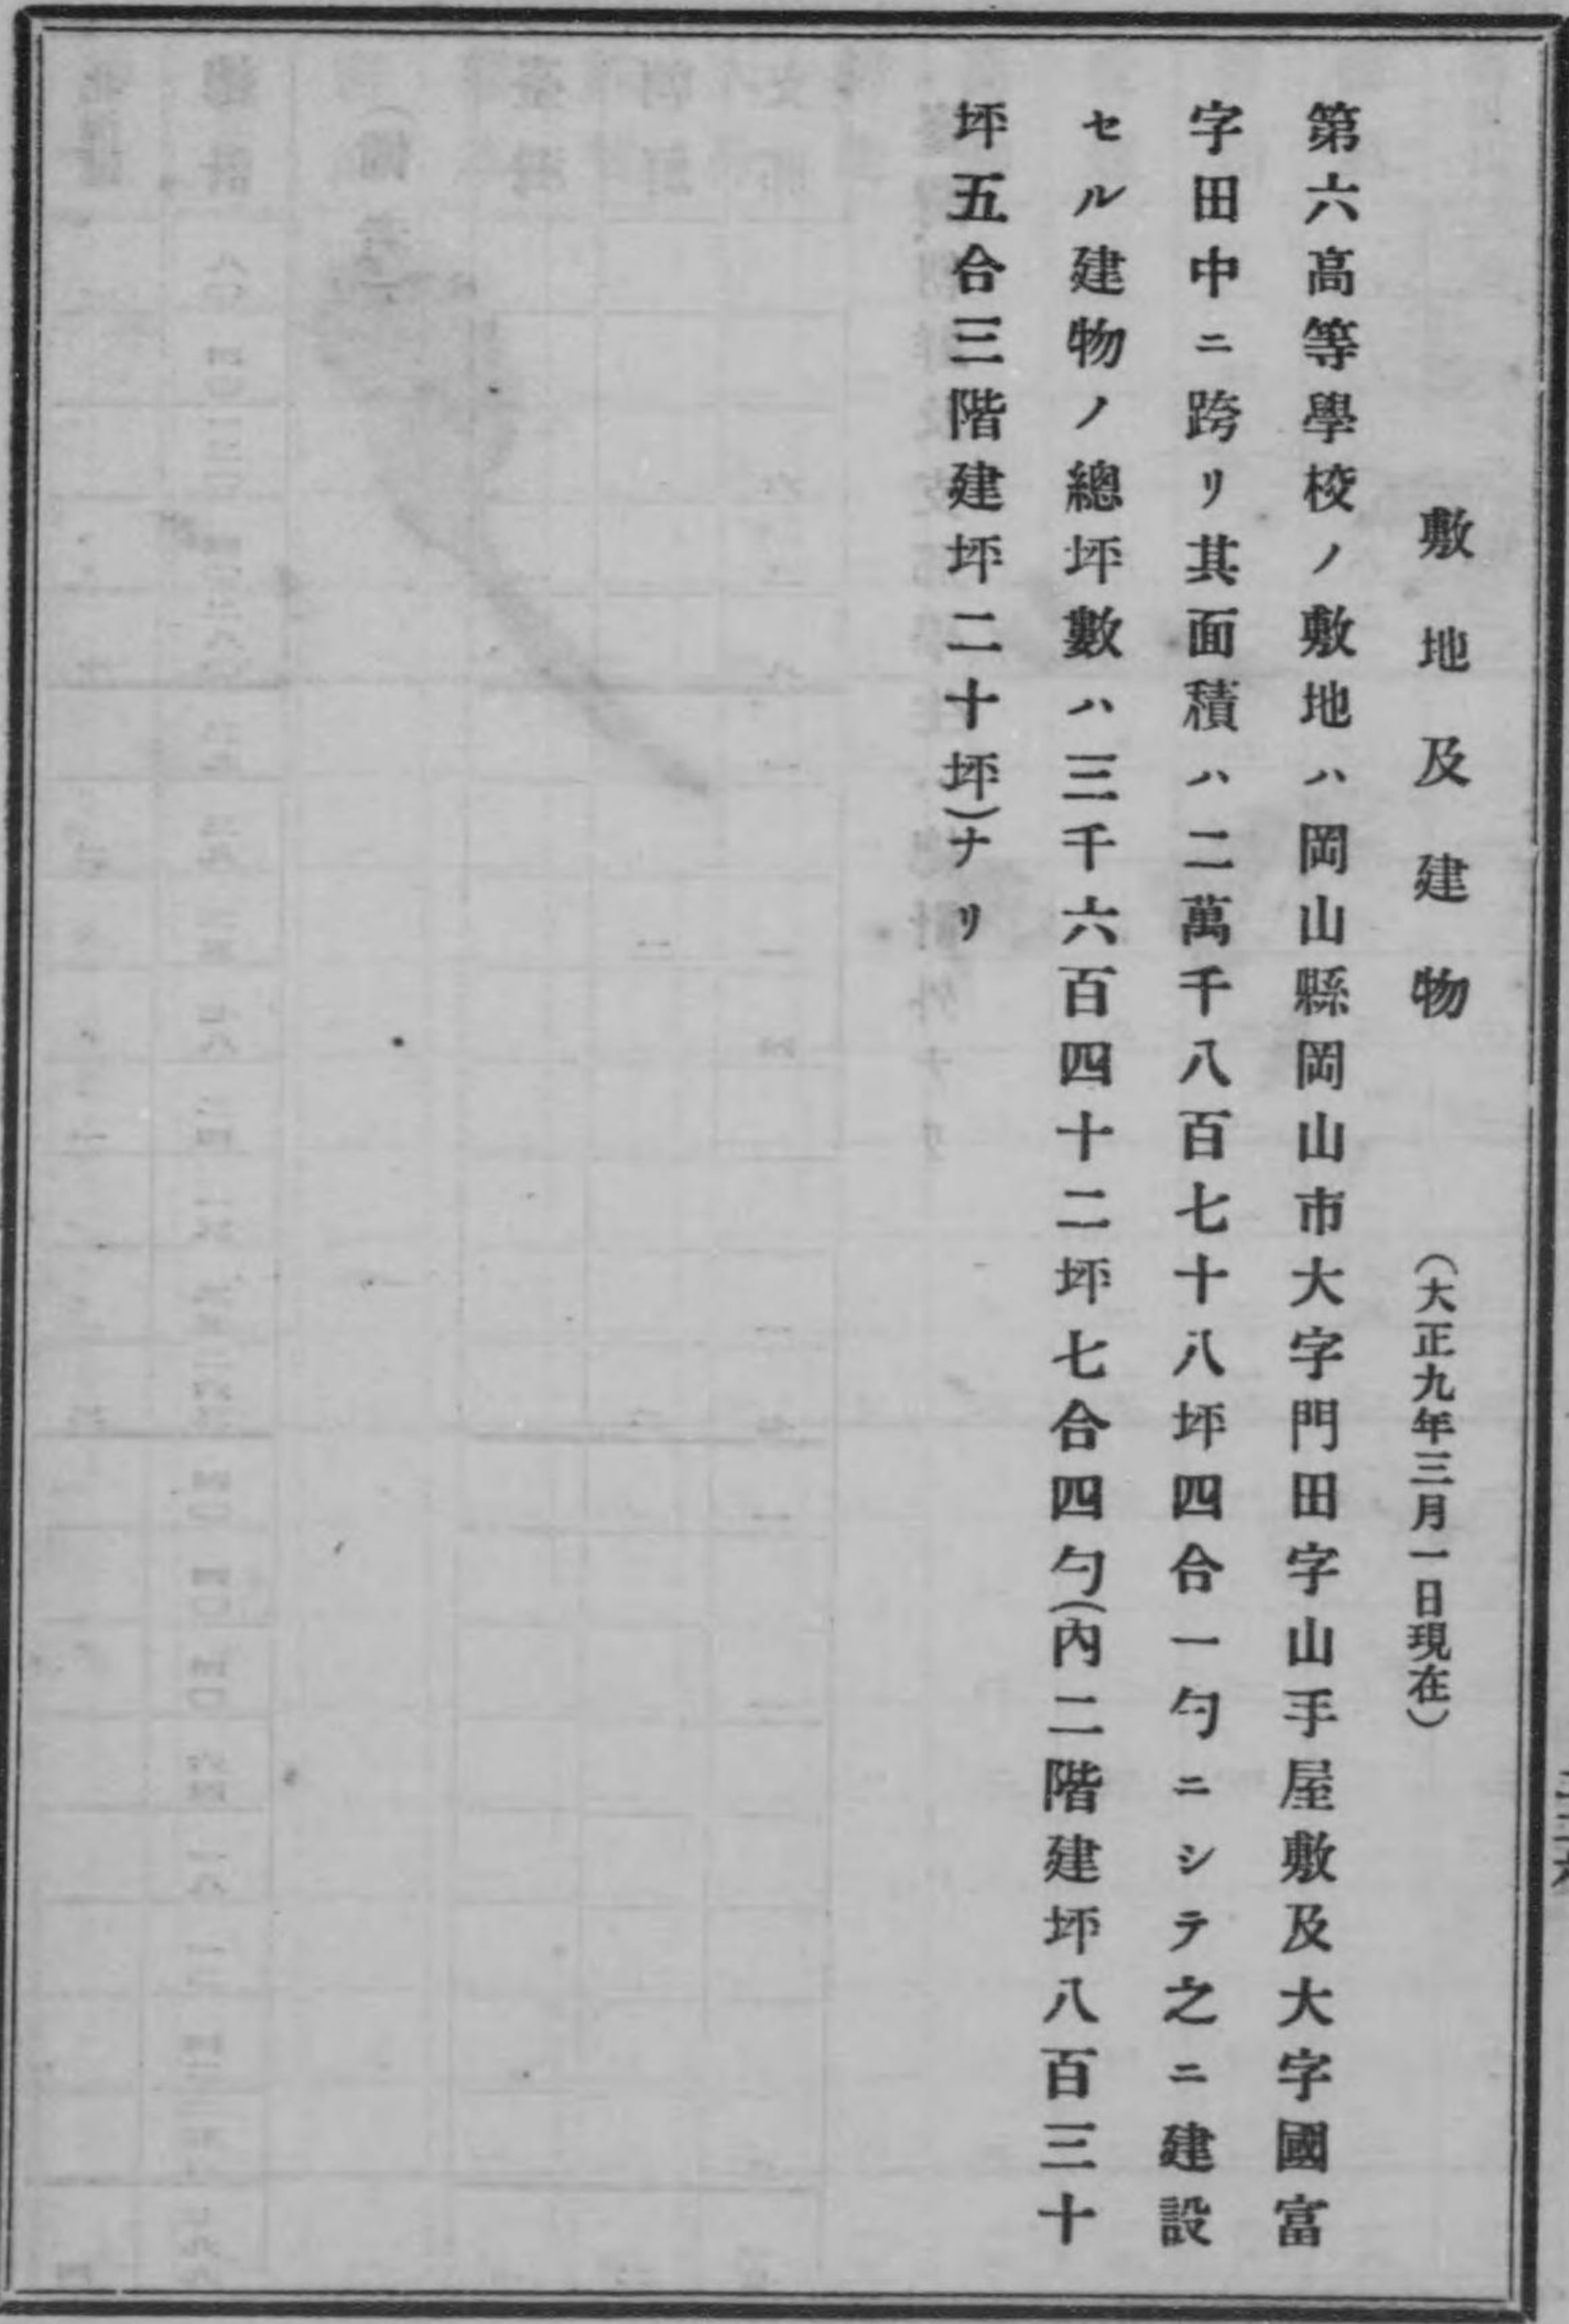 敷地及建物　（大正九年三月一日現在）
第六高等學校ノ敷地ハ岡山縣岡山市大字門田字山手屋敷及大字國富
字田中ニ跨リ其面積ハ二萬千八百七十八坪四合一勺ニシテ之ニ建設
セル建物ノ總坪數ハ三千六百四十二坪七合四勺（內二階建坪八百三十
坪五合三階建坪二十坪）ナリ